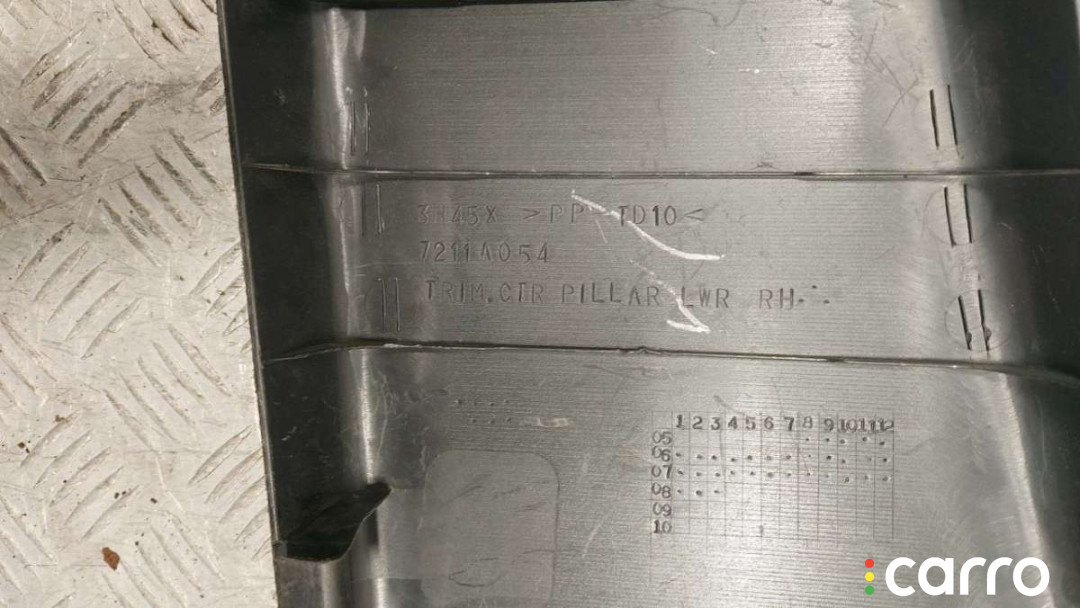 3H45X >PP-TD10<
7211A054
TRIM.CTR PILLAR LWR RH
1 2 3 4 5 6 7 8 9 10 11 12
05
06
07
08
09
10
carro